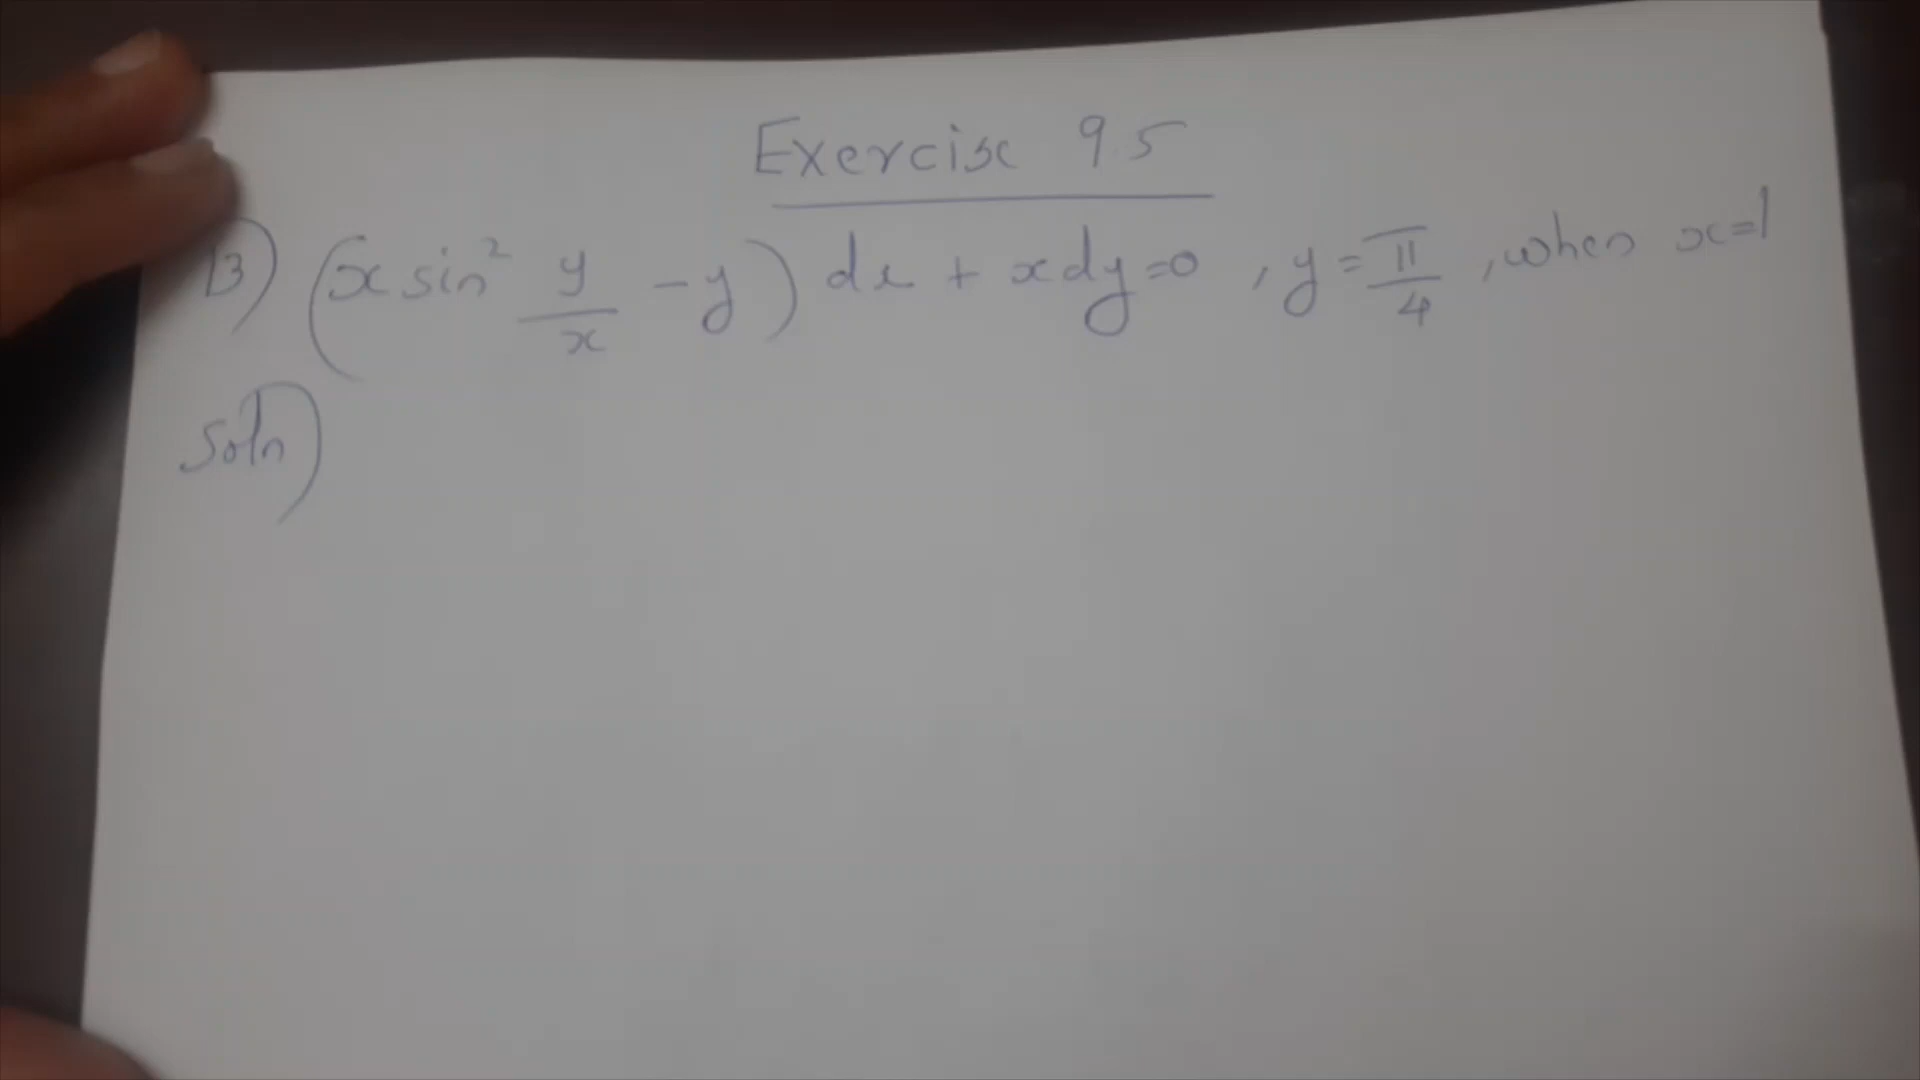 Exercise 9.5
13) (x sin² y/x - y) dx + x dy = 0 , y = π/4 , when x=1
Soln)